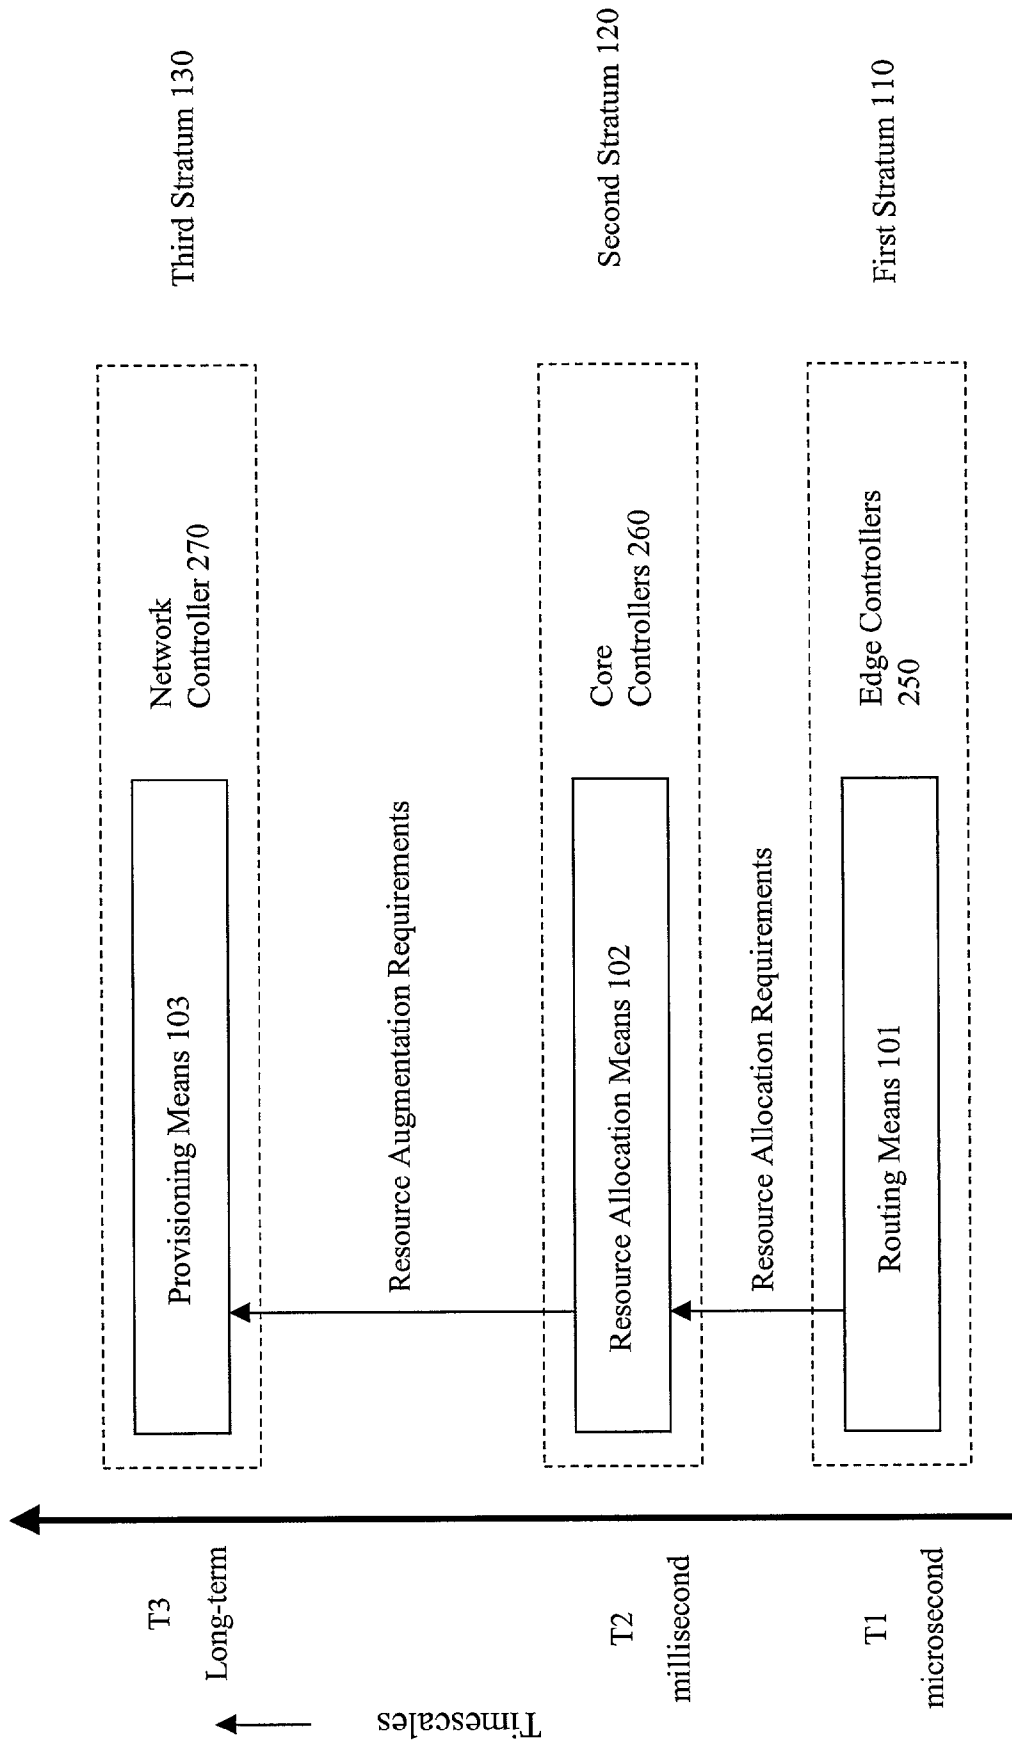 Third Stratum 130
Network
Controller 270
Provisioning Means 103
T3
Long-term
Resource Augmentation Requirements
Second Stratum 120
Core
Controllers 260
Resource Allocation Means 102
T2
millisecond
Resource Allocation Requirements
First Stratum 110
Edge Controllers
250
Routing Means 101
T1
microsecond
Timescales